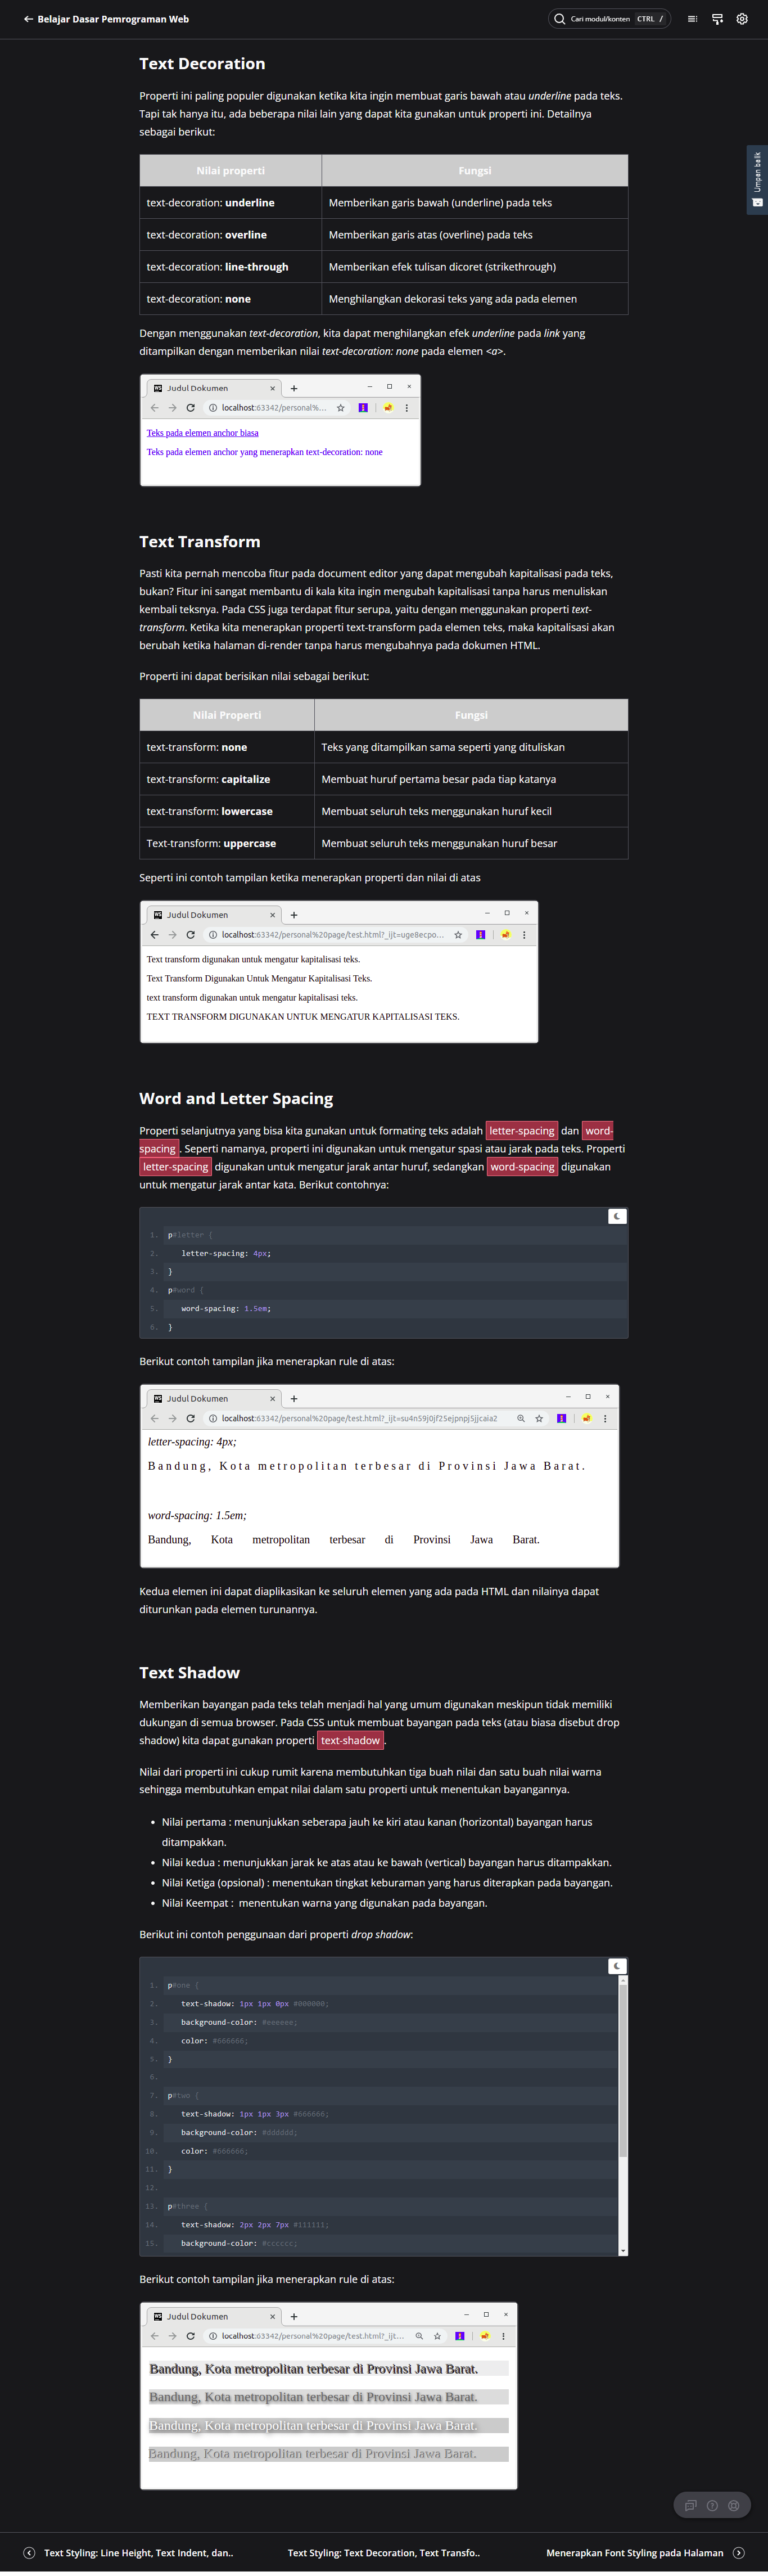 Belajar Dasar Pemrograman Web
Cari modul/konten CTRL /
Umpan balik
Text Decoration
Properti ini paling populer digunakan ketika kita ingin membuat garis bawah atau underline pada teks.
Tapi tak hanya itu, ada beberapa nilai lain yang dapat kita gunakan untuk properti ini. Detailnya
sebagai berikut:
Nilai properti Fungsi
text-decoration: underline Memberikan garis bawah (underline) pada teks
text-decoration: overline Memberikan garis atas (overline) pada teks
text-decoration: line-through Memberikan efek tulisan dicoret (strikethrough)
text-decoration: none Menghilangkan dekorasi teks yang ada pada elemen
Dengan menggunakan text-decoration, kita dapat menghilangkan efek underline pada link yang
ditampilkan dengan memberikan nilai text-decoration: none pada elemen <a>.
Judul Dokumen
localhost:63342/personal%...
Teks pada elemen anchor biasa
Teks pada elemen anchor yang menerapkan text-decoration: none
Text Transform
Pasti kita pernah mencoba fitur pada document editor yang dapat mengubah kapitalisasi pada teks,
bukan? Fitur ini sangat membantu di kala kita ingin mengubah kapitalisasi tanpa harus menuliskan
kembali teksnya. Pada CSS juga terdapat fitur serupa, yaitu dengan menggunakan properti text-
transform. Ketika kita menerapkan properti text-transform pada elemen teks, maka kapitalisasi akan
berubah ketika halaman di-render tanpa harus mengubahnya pada dokumen HTML.
Properti ini dapat berisikan nilai sebagai berikut:
Nilai Properti Fungsi
text-transform: none Teks yang ditampilkan sama seperti yang dituliskan
text-transform: capitalize Membuat huruf pertama besar pada tiap katanya
text-transform: lowercase Membuat seluruh teks menggunakan huruf kecil
Text-transform: uppercase Membuat seluruh teks menggunakan huruf besar
Seperti ini contoh tampilan ketika menerapkan properti dan nilai di atas
Judul Dokumen
localhost:63342/personal%20page/test.html?_ijt=uge8ecpo...
Text transform digunakan untuk mengatur kapitalisasi teks.
Text Transform Digunakan Untuk Mengatur Kapitalisasi Teks.
text transform digunakan untuk mengatur kapitalisasi teks.
TEXT TRANSFORM DIGUNAKAN UNTUK MENGATUR KAPITALISASI TEKS.
Word and Letter Spacing
Properti selanjutnya yang bisa kita gunakan untuk formating teks adalah letter-spacing dan word-
spacing. Seperti namanya, properti ini digunakan untuk mengatur spasi atau jarak pada teks. Properti
letter-spacing digunakan untuk mengatur jarak antar huruf, sedangkan word-spacing digunakan
untuk mengatur jarak antar kata. Berikut contohnya:
1. p#letter {
2. letter-spacing: 4px;
3. }
4. p#word {
5. word-spacing: 1.5em;
6. }
Berikut contoh tampilan jika menerapkan rule di atas:
Judul Dokumen
localhost:63342/personal%20page/test.html?_ijt=su4n59j0jf25ejpnpj5jjcaia2
letter-spacing: 4px;
Bandung, Kota metropolitan terbesar di Provinsi Jawa Barat.
word-spacing: 1.5em;
Bandung, Kota metropolitan terbesar di Provinsi Jawa Barat.
Kedua elemen ini dapat diaplikasikan ke seluruh elemen yang ada pada HTML dan nilainya dapat
diturunkan pada elemen turunannya.
Text Shadow
Memberikan bayangan pada teks telah menjadi hal yang umum digunakan meskipun tidak memiliki
dukungan di semua browser. Pada CSS untuk membuat bayangan pada teks (atau biasa disebut drop
shadow) kita dapat gunakan properti text-shadow.
Nilai dari properti ini cukup rumit karena membutuhkan tiga buah nilai dan satu buah nilai warna
sehingga membutuhkan empat nilai dalam satu properti untuk menentukan bayangannya.
• Nilai pertama : menunjukkan seberapa jauh ke kiri atau kanan (horizontal) bayangan harus
ditampakkan.
• Nilai kedua : menunjukkan jarak ke atas atau ke bawah (vertical) bayangan harus ditampakkan.
• Nilai Ketiga (opsional) : menentukan tingkat keburaman yang harus diterapkan pada bayangan.
• Nilai Keempat : menentukan warna yang digunakan pada bayangan.
Berikut ini contoh penggunaan dari properti drop shadow:
1. p#one {
2. text-shadow: 1px 1px 0px #000000;
3. background-color: #eeeeee;
4. color: #666666;
5. }
6.
7. p#two {
8. text-shadow: 1px 1px 3px #666666;
9. background-color: #dddddd;
10. color: #666666;
11. }
12.
13. p#three {
14. text-shadow: 2px 2px 7px #111111;
15. background-color: #cccccc;
Berikut contoh tampilan jika menerapkan rule di atas:
Judul Dokumen
localhost:63342/personal%20page/test.html?_ijt...
Bandung, Kota metropolitan terbesar di Provinsi Jawa Barat.
Bandung, Kota metropolitan terbesar di Provinsi Jawa Barat.
Bandung, Kota metropolitan terbesar di Provinsi Jawa Barat.
Bandung, Kota metropolitan terbesar di Provinsi Jawa Barat.
Text Styling: Line Height, Text Indent, dan.. Text Styling: Text Decoration, Text Transfo.. Menerapkan Font Styling pada Halaman